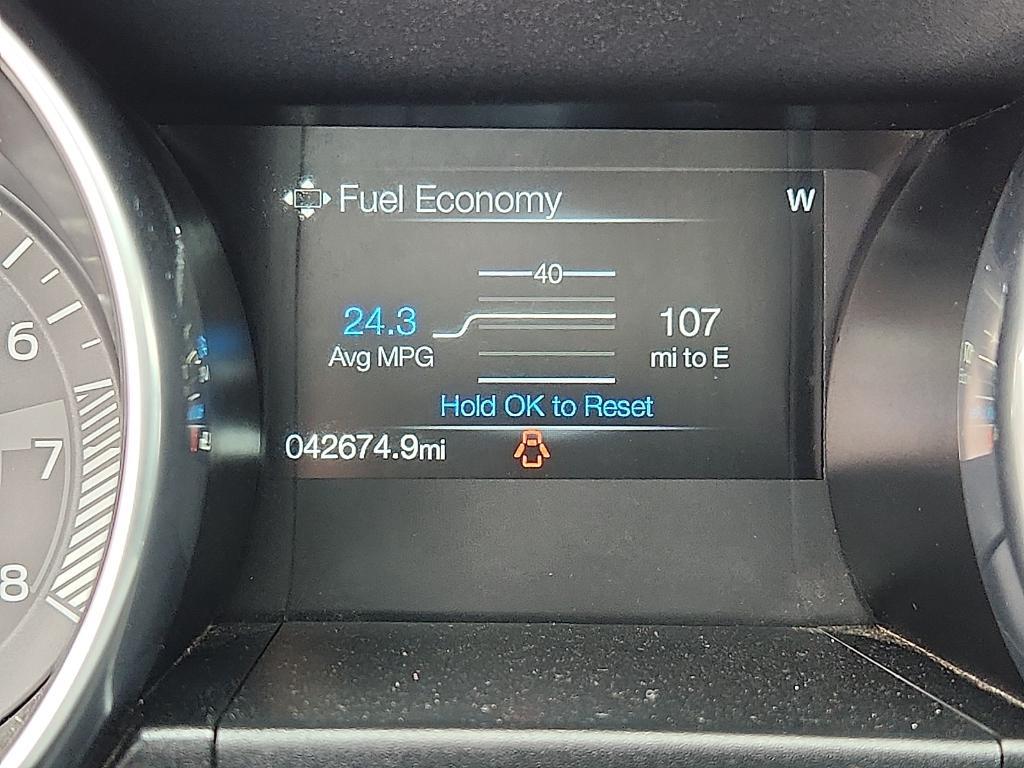 Fuel Economy W
40
24.3 107
Avg MPG mi to E
Hold OK to Reset
042674.9mi
6
7
8